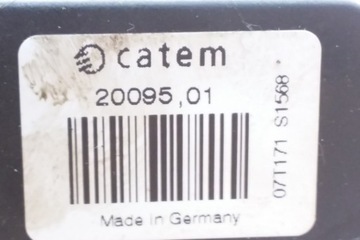 catem
20095,01
Made in Germany
07T171 S1568